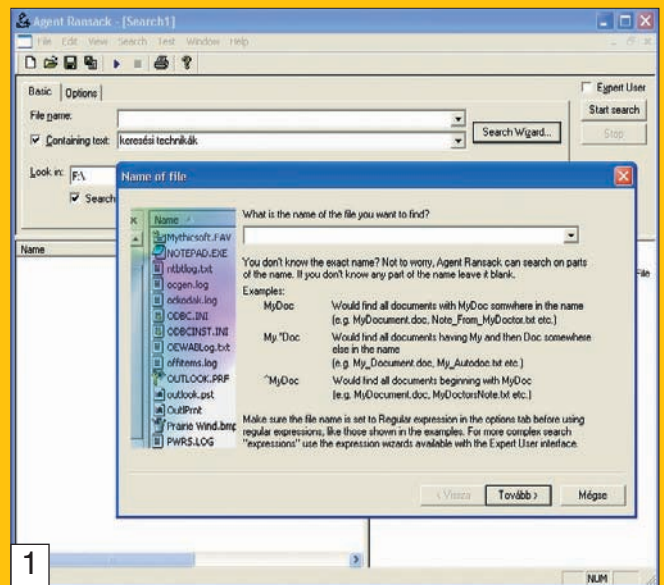 Agent Ransack - [Search1]
File Edit View Search Test Window Help
Basic Options
Expert User
File name:
Start search
Containing text: keresési technikák
Search Wizard...
Stop
Look in: F:\
Search
Name
File
Name of file
Name
Mythicsoft.FAV
NOTEPAD.EXE
ntbtlog.txt
ocgen.log
ockodak.log
ODBC.INI
ODBCINST.INI
OEWABLog.txt
offitems.log
OUTLOOK.PRF
outlook.pst
OutlPrnt
Prairie Wind.bmp
PWRS.LOG
What is the name of the file you want to find?
You don't know the exact name? Not to worry, Agent Ransack can search on parts
of the name. If you don't know any part of the name leave it blank.
Examples:
MyDoc Would find all documents with MyDoc somwhere in the name
(e.g. MyDocument.doc, Note_From_MyDoctor.txt etc.)
My.*Doc Would find all documents having My and then Doc somewhere
else in the name
(e.g. My_Document.doc, My_Autodoc.txt etc.)
^MyDoc Would find all documents beginning with MyDoc
(e.g. MyDocument.doc, MyDoctorsNote.txt etc.)
Make sure the file name is set to Regular expression in the options tab before using
regular expressions, like those shown in the examples. For more complex search
"expressions" use the expression wizards available with the Expert User interface.
< Vissza Tovább > Mégse
1
NUM